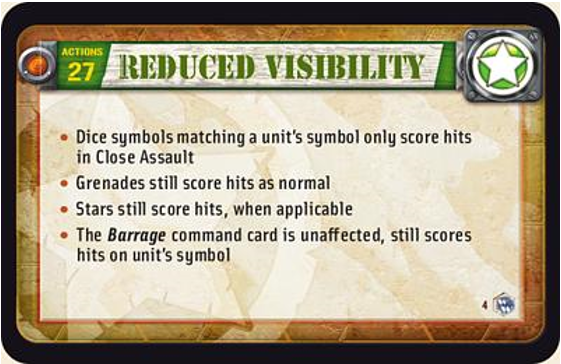 ACTIONS
27
REDUCED VISIBILITY
• Dice symbols matching a unit's symbol only score hits
in Close Assault
• Grenades still score hits as normal
• Stars still score hits, when applicable
• The Barrage command card is unaffected, still scores
hits on unit's symbol
4